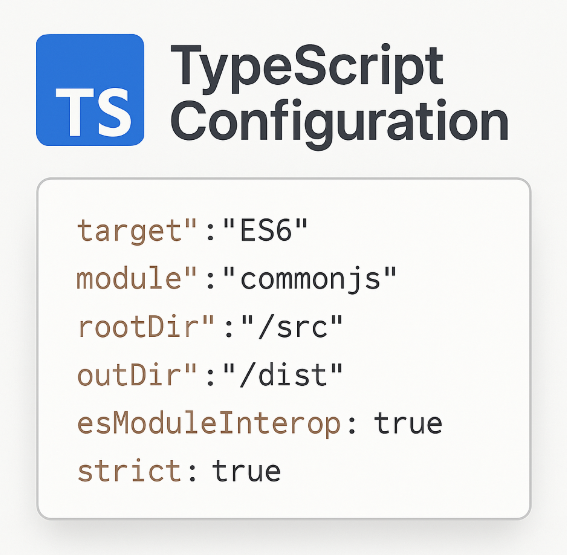 TS
TypeScript
Configuration
target":"ES6"
module":"commonjs"
rootDir":"/src"
outDir":"/dist"
esModuleInterop: true
strict: true